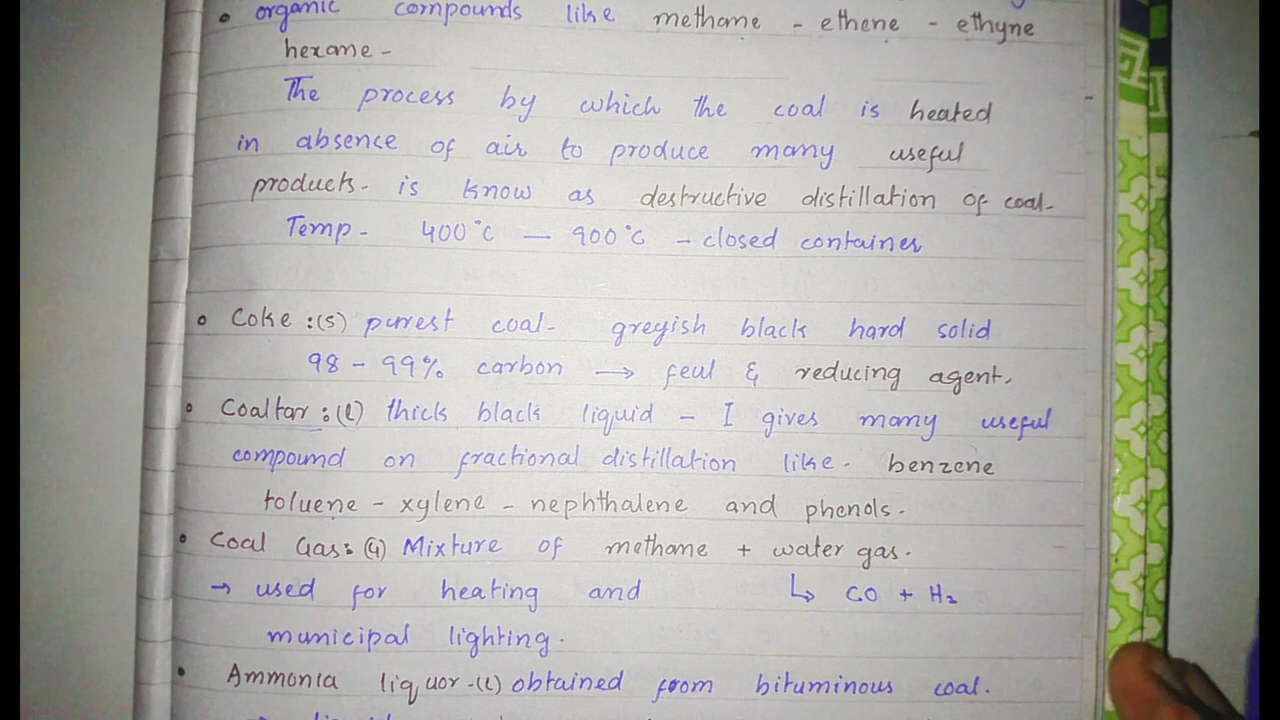 • organic compounds like methane - ethene - ethyne
hexane -
The process by which the coal is heated
in absence of air to produce many useful
products. is know as destructive distillation of coal.
Temp - 400°C — 900°C - closed container
• Coke :(s) purest coal - greyish black hard solid
98 - 99% carbon → feul & reducing agent.
• Coaltar :(l) thick black liquid - I gives many useful
compound on fractional distillation like - benzene
toluene - xylene - nephthalene and phenols.
• Coal Gas: (G) Mixture of methane + water gas.
→ used for heating and ↳ CO + H₂
municipal lighting.
• Ammonia liquor -(l) obtained from bituminous coal.